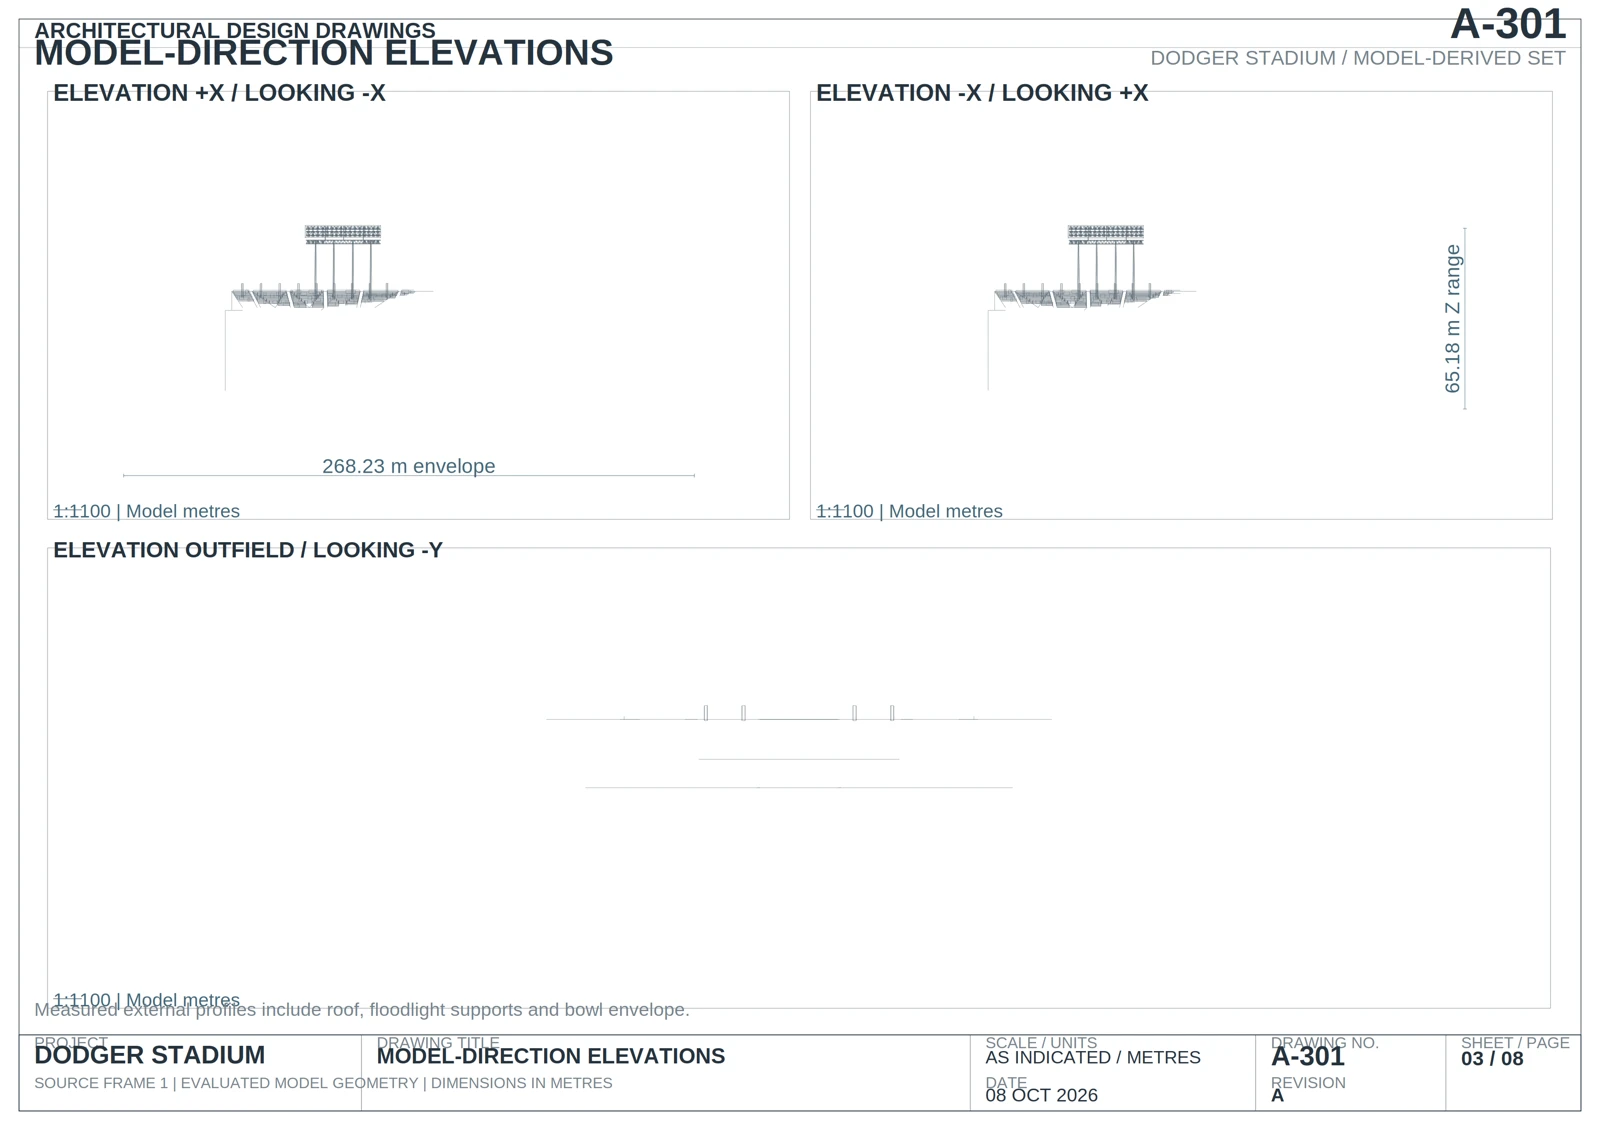 ARCHITECTURAL DESIGN DRAWINGS
A-301
MODEL-DIRECTION ELEVATIONS
DODGER STADIUM / MODEL-DERIVED SET
ELEVATION +X / LOOKING -X
ELEVATION -X / LOOKING +X
65.18 m Z range
268.23 m envelope
1:1100 | Model metres
1:1100 | Model metres
ELEVATION OUTFIELD / LOOKING -Y
1:1100 | Model metres
Measured external profiles include roof, floodlight supports and bowl envelope.
PROJECT
DODGER STADIUM
SOURCE FRAME 1 | EVALUATED MODEL GEOMETRY | DIMENSIONS IN METRES
DRAWING TITLE
MODEL-DIRECTION ELEVATIONS
SCALE / UNITS
AS INDICATED / METRES
DATE
08 OCT 2026
DRAWING NO.
A-301
REVISION
A
SHEET / PAGE
03 / 08